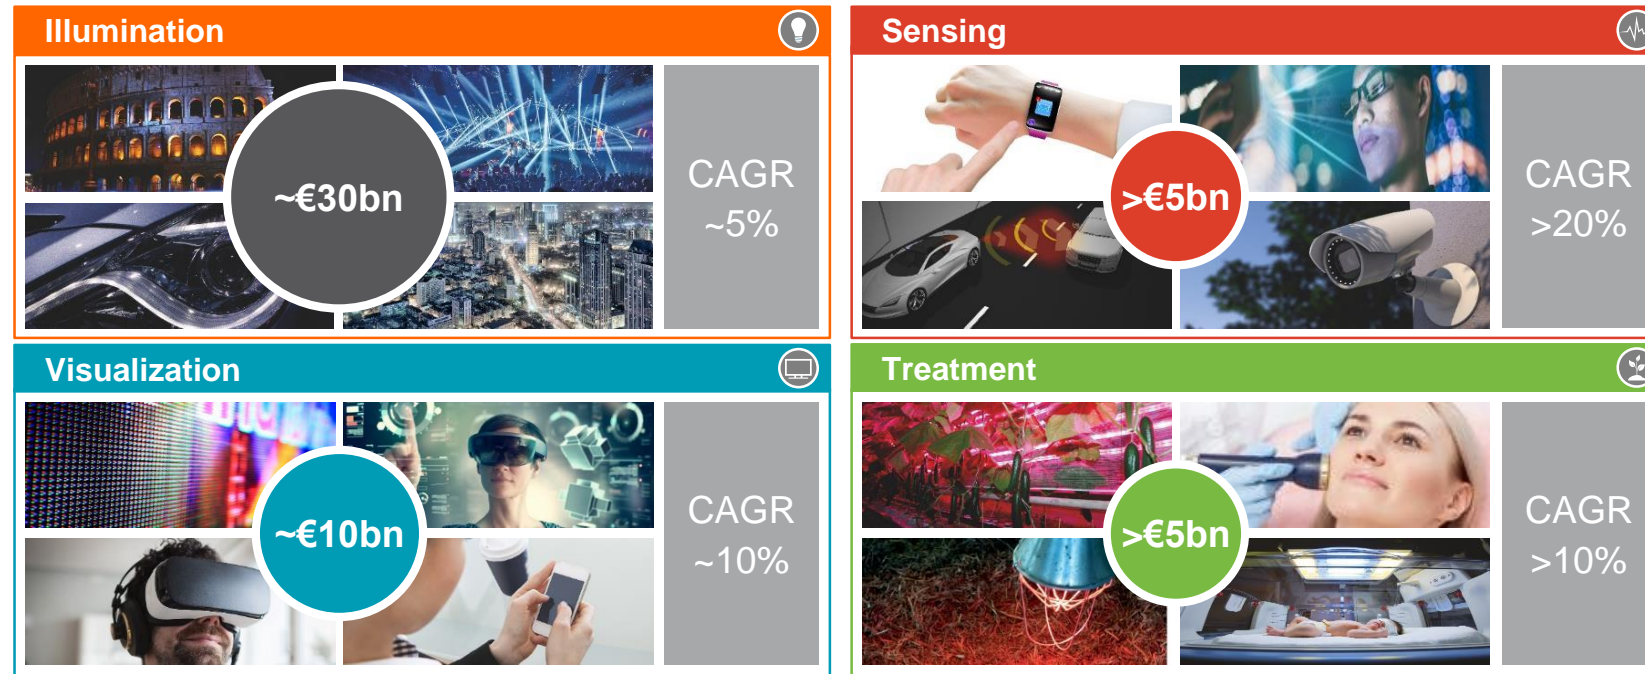 Illumination
~€30bn
CAGR
~5%
Sensing
>€5bn
CAGR
>20%
Visualization
~€10bn
CAGR
~10%
Treatment
>€5bn
CAGR
>10%